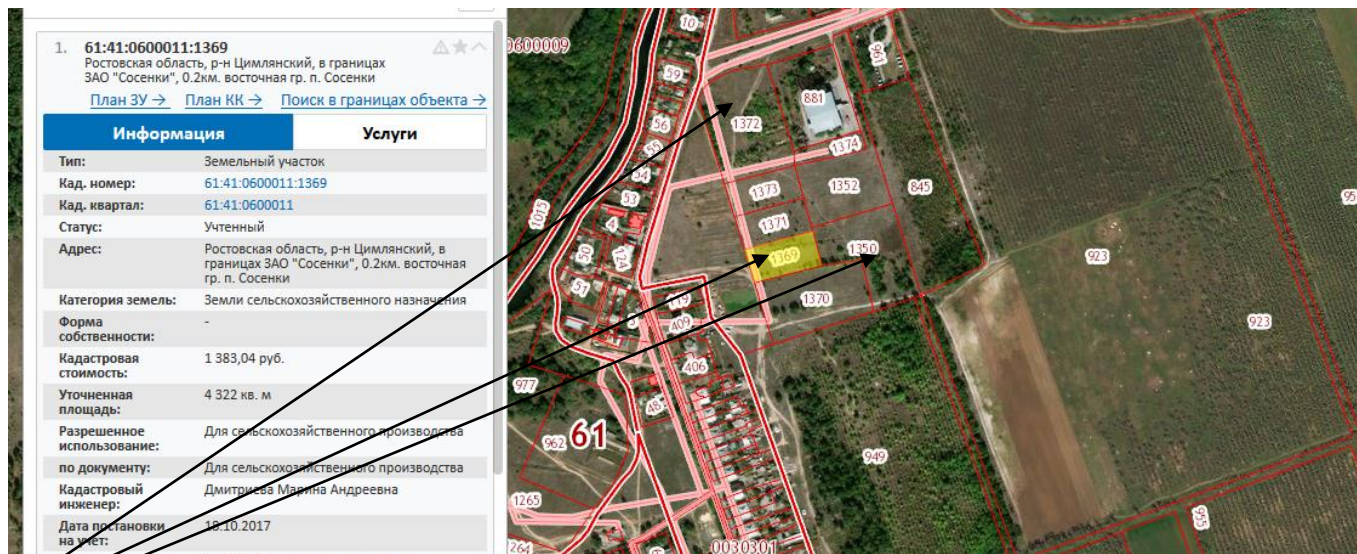 1. 61:41:0600011:1369
Ростовская область, р-н Цимлянский, в границах
ЗАО "Сосенки", 0.2км. восточная гр. п. Сосенки
План ЗУ → План КК → Поиск в границах объекта →
Информация Услуги
Тип: Земельный участок
Кад. номер: 61:41:0600011:1369
Кад. квартал: 61:41:0600011
Статус: Учтенный
Адрес: Ростовская область, р-н Цимлянский, в
границах ЗАО "Сосенки", 0.2км. восточная
гр. п. Сосенки
Категория земель: Земли сельскохозяйственного назначения
Форма
собственности: -
Кадастровая
стоимость: 1 383,04 руб.
Уточненная
площадь: 4 322 кв. м
Разрешенное
использование: Для сельскохозяйственного производства
по документу: Для сельскохозяйственного производства
Кадастровый
инженер: Дмитриева Марина Андреевна
Дата постановки
на учет: 18.10.2017
0600009
10
59
961
881
56
1372
55
1374
54
53
1373
1352
845
95
1015
4
1371
50
124
1369
1350
923
51
119
1370
5
409
923
406
977
48
962
61
949
1265
955
1264
0030301